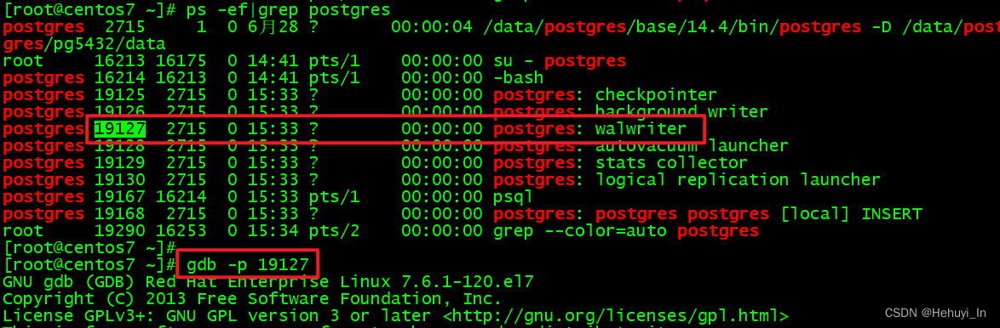 [root@centos7 ~]# ps -ef|grep postgres
postgres 2715 1 0 6月28 ? 00:00:04 /data/postgres/base/14.4/bin/postgres -D /data/post
gres/pg5432/data
root 16213 16175 0 14:41 pts/1 00:00:00 su - postgres
postgres 16214 16213 0 14:41 pts/1 00:00:00 -bash
postgres 19125 2715 0 15:33 ? 00:00:00 postgres: checkpointer
postgres 19126 2715 0 15:33 ? 00:00:00 postgres: background writer
postgres 19127 2715 0 15:33 ? 00:00:00 postgres: walwriter
postgres 19128 2715 0 15:33 ? 00:00:00 postgres: autovacuum launcher
postgres 19129 2715 0 15:33 ? 00:00:00 postgres: stats collector
postgres 19130 2715 0 15:33 ? 00:00:00 postgres: logical replication launcher
postgres 19167 16214 0 15:33 pts/1 00:00:00 psql
postgres 19168 2715 0 15:33 ? 00:00:00 postgres: postgres postgres [local] INSERT
root 19290 16253 0 15:34 pts/2 00:00:00 grep --color=auto postgres
[root@centos7 ~]#
[root@centos7 ~]# gdb -p 19127
GNU gdb (GDB) Red Hat Enterprise Linux 7.6.1-120.el7
Copyright (C) 2013 Free Software Foundation, Inc.
License GPLv3+: GNU GPL version 3 or later <http://gnu.org/licenses/gpl.html>
CSDN @Hehuyi_In